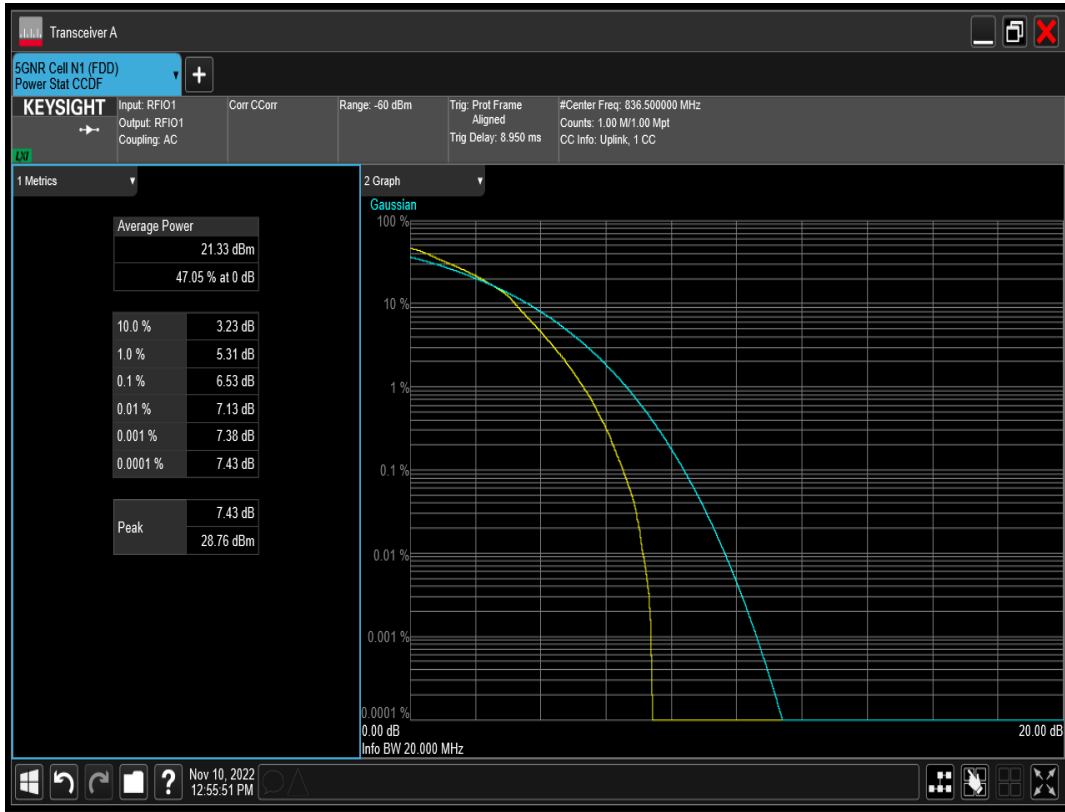 Transceiver A
5GNR Cell N1 (FDD)
Power Stat CCDF
+
KEYSIGHT
LXI
Input: RFIO1
Output: RFIO1
Coupling: AC
Corr CCorr
Range: -60 dBm
Trig: Prot Frame
Aligned
Trig Delay: 8.950 ms
#Center Freq: 836.500000 MHz
Counts: 1.00 M/1.00 Mpt
CC Info: Uplink, 1 CC
1 Metrics
Average Power
21.33 dBm
47.05 % at 0 dB
10.0 % 3.23 dB
1.0 % 5.31 dB
0.1 % 6.53 dB
0.01 % 7.13 dB
0.001 % 7.38 dB
0.0001 % 7.43 dB
Peak
7.43 dB
28.76 dBm
2 Graph
Gaussian
100 %
10 %
1 %
0.1 %
0.01 %
0.001 %
0.0001 %
0.00 dB 20.00 dB
Info BW 20.000 MHz
?
Nov 10, 2022
12:55:51 PM